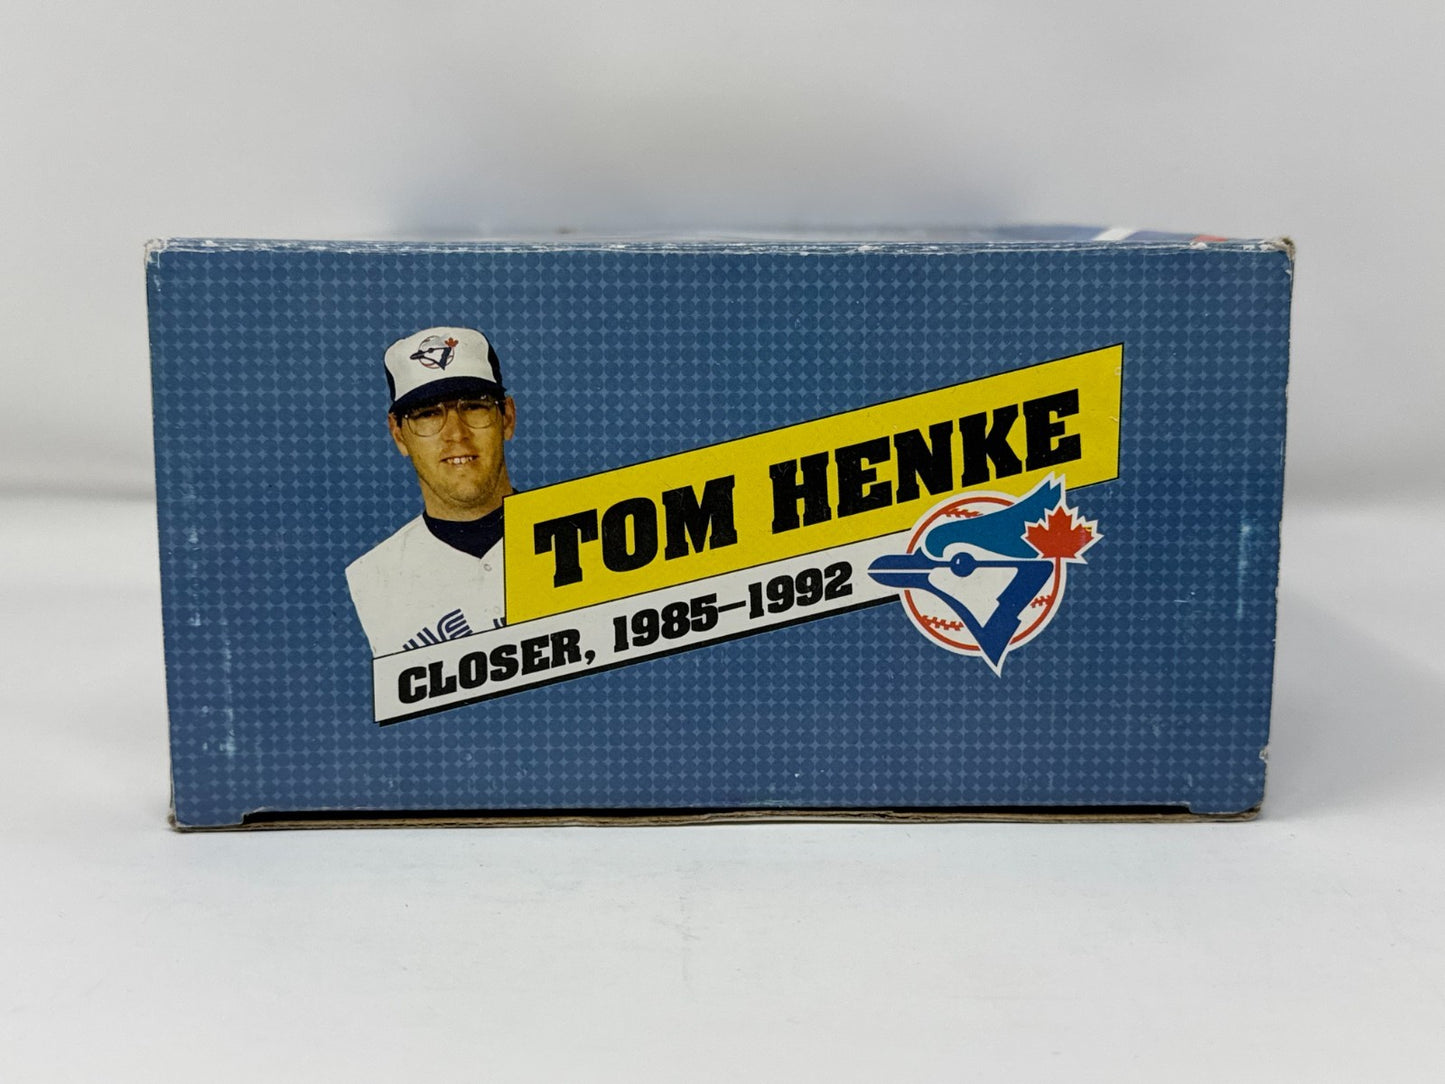 TOM HENKE
CLOSER, 1985–1992